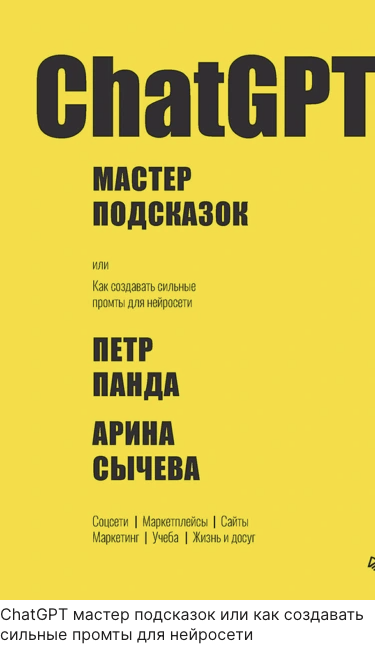 ChatGPT
МАСТЕР
ПОДСКАЗОК
или
Как создавать сильные
промты для нейросети
ПЕТР
ПАНДА
АРИНА
СЫЧЕВА
Соцсети | Маркетплейсы | Сайты
Маркетинг | Учеба | Жизнь и досуг
ChatGPT мастер подсказок или как создавать
сильные промты для нейросети